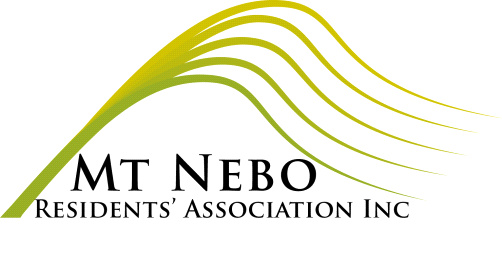 Mt Nebo
Residents’ Association Inc